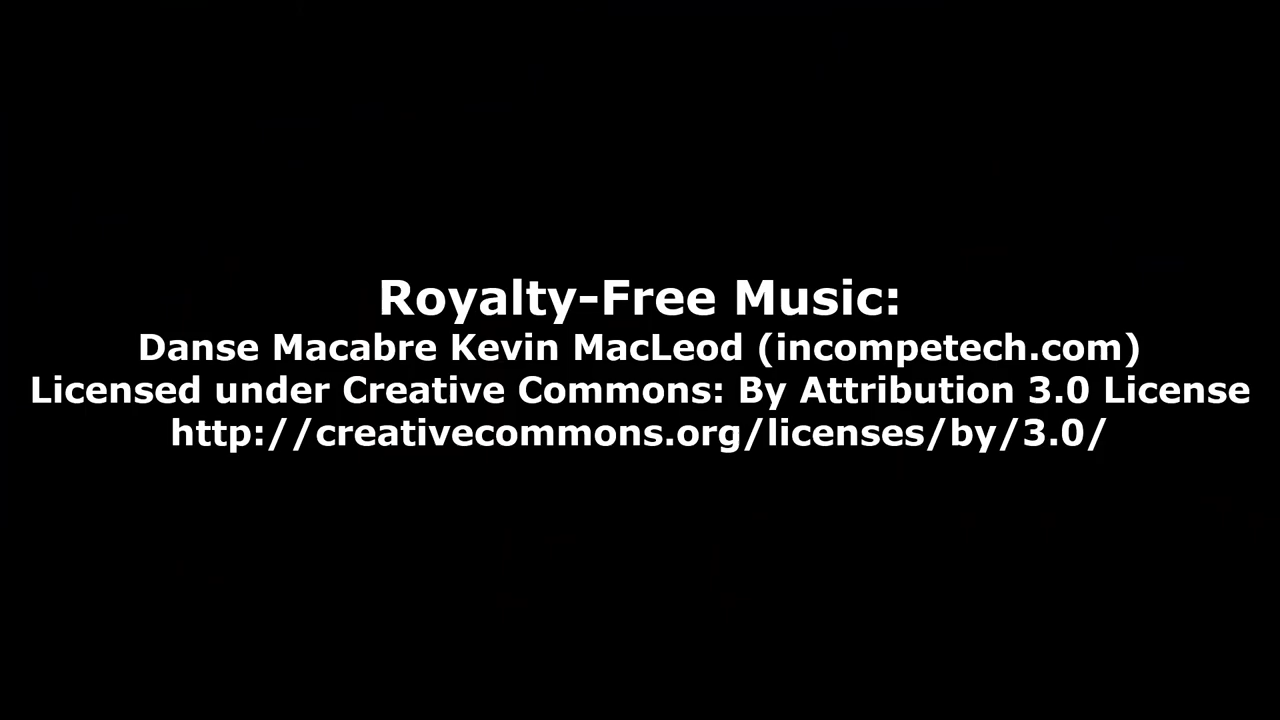 Royalty-Free Music:
Danse Macabre Kevin MacLeod (incompetech.com)
Licensed under Creative Commons: By Attribution 3.0 License
http://creativecommons.org/licenses/by/3.0/